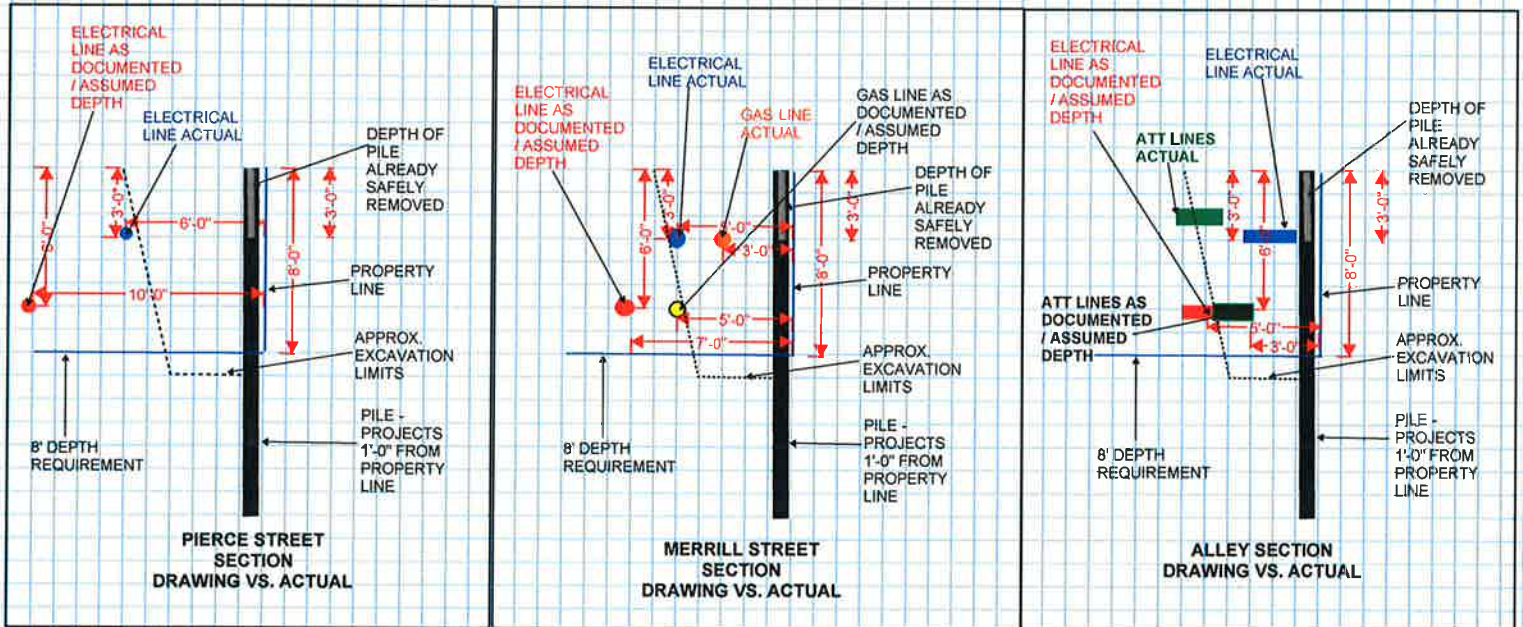 ELECTRICAL
LINE AS
DOCUMENTED
/ ASSUMED
DEPTH
ELECTRICAL
LINE ACTUAL
DEPTH OF
PILE
ALREADY
SAFELY
REMOVED
6'-0"
3'-0"
6'-0"
8'-0"
3'-0"
10'-0"
PROPERTY
LINE
APPROX.
EXCAVATION
LIMITS
8' DEPTH
REQUIREMENT
PILE -
PROJECTS
1'-0" FROM
PROPERTY
LINE
PIERCE STREET
SECTION
DRAWING VS. ACTUAL
ELECTRICAL
LINE AS
DOCUMENTED
/ ASSUMED
DEPTH
ELECTRICAL
LINE ACTUAL
GAS LINE
ACTUAL
GAS LINE AS
DOCUMENTED
/ ASSUMED
DEPTH
DEPTH OF
PILE
ALREADY
SAFELY
REMOVED
6'-0"
3'-0"
5'-0"
3'-0"
8'-0"
3'-0"
5'-0"
7'-0"
PROPERTY
LINE
APPROX.
EXCAVATION
LIMITS
8' DEPTH
REQUIREMENT
PILE -
PROJECTS
1'-0" FROM
PROPERTY
LINE
MERRILL STREET
SECTION
DRAWING VS. ACTUAL
ELECTRICAL
LINE AS
DOCUMENTED
/ ASSUMED
DEPTH
ELECTRICAL
LINE ACTUAL
ATT LINES
ACTUAL
DEPTH OF
PILE
ALREADY
SAFELY
REMOVED
3'-0"
6'-0"
8'-0"
3'-0"
PROPERTY
LINE
ATT LINES AS
DOCUMENTED
/ ASSUMED
DEPTH
5'-0"
3'-0"
APPROX.
EXCAVATION
LIMITS
8' DEPTH
REQUIREMENT
PILE -
PROJECTS
1'-0" FROM
PROPERTY
LINE
ALLEY SECTION
DRAWING VS. ACTUAL